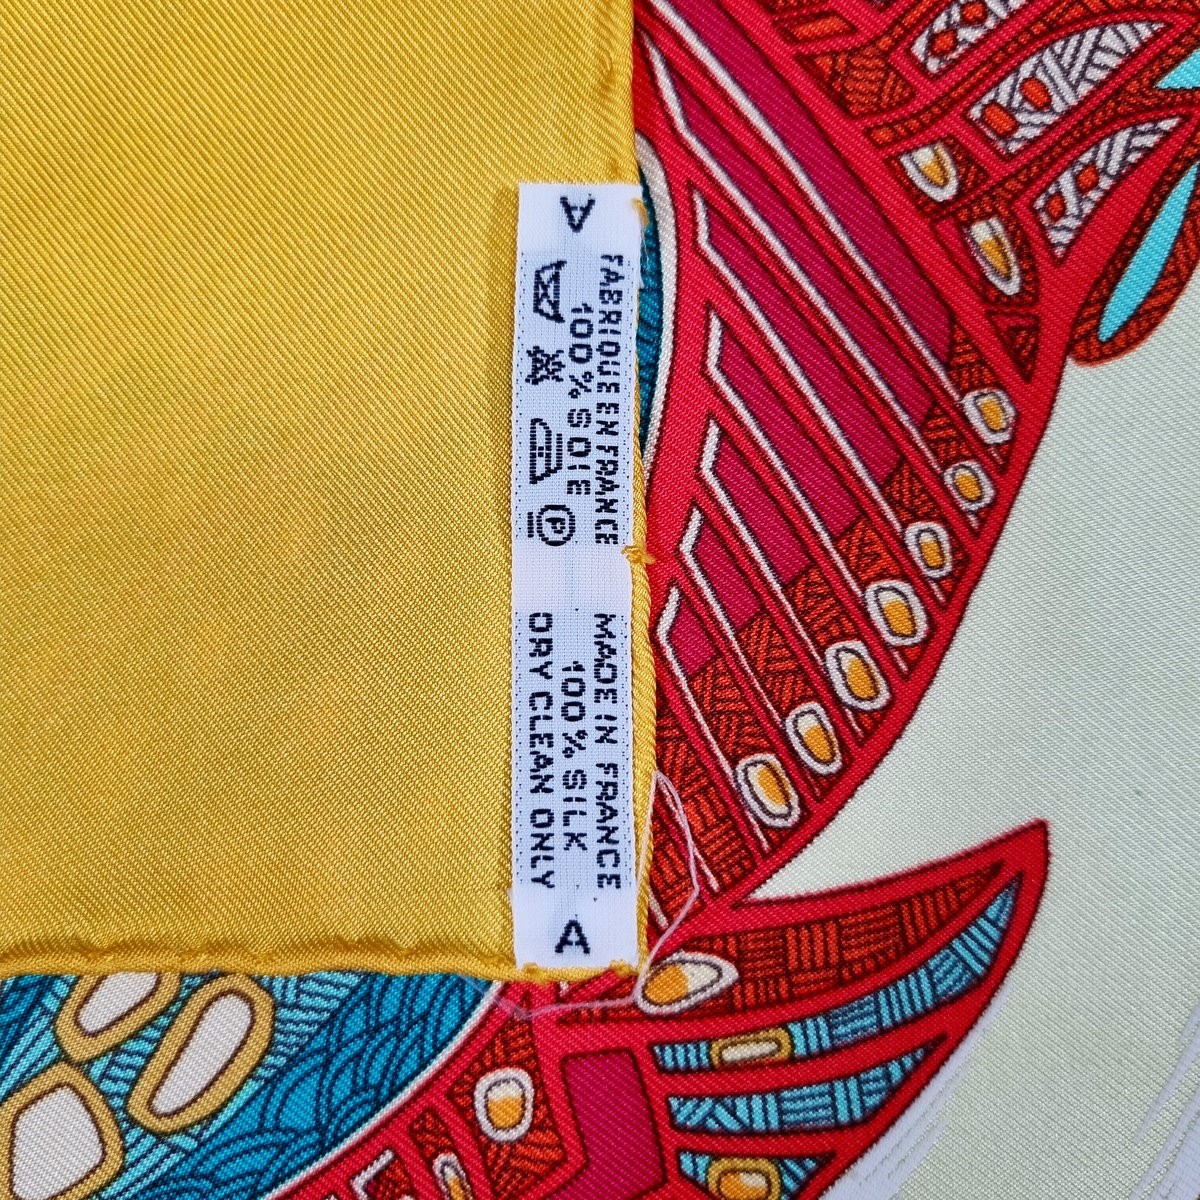 A
FABRIQUE EN FRANCE
100 % SOIE
P
MADE IN FRANCE
100 % SILK
DRY CLEAN ONLY
A